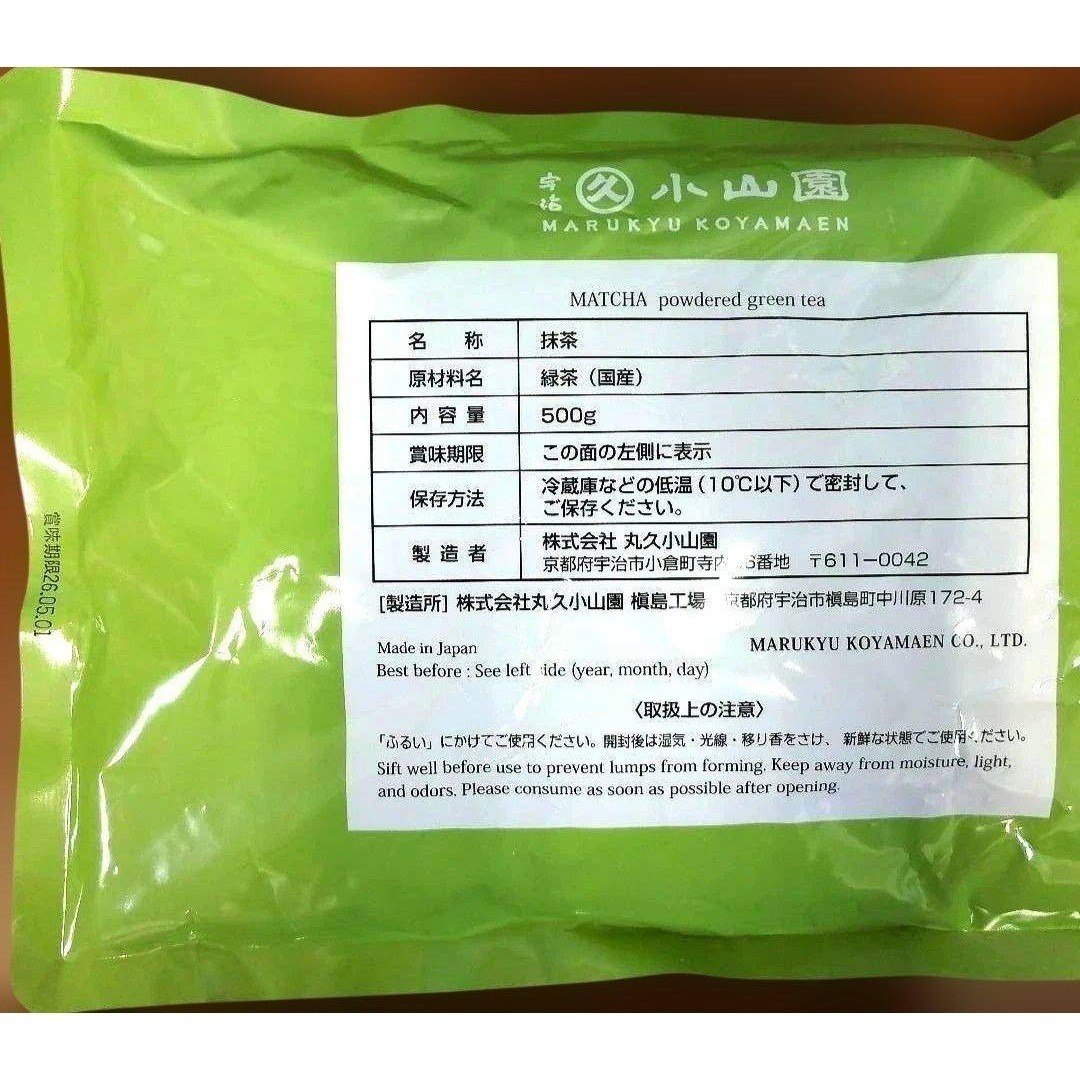 宇治 久 小山園
MARUKYU KOYAMAEN
MATCHA powdered green tea
名 称 抹茶
原材料名 緑茶（国産）
内容量 500g
賞味期限 この面の左側に表示
保存方法 冷蔵庫などの低温（10℃以下）で密封して、
ご保存ください。
製造者 株式会社 丸久小山園
京都府宇治市小倉町寺内 6番地 〒611－0042
[製造所] 株式会社丸久小山園 槇島工場 京都府宇治市槇島町中川原172-4
Made in Japan MARUKYU KOYAMAEN CO., LTD.
Best before : See left side (year, month, day)
〈取扱上の注意〉
「ふるい」にかけてご使用ください。開封後は湿気・光線・移り香をさけ、 新鮮な状態でご使用ください。
Sift well before use to prevent lumps from forming. Keep away from moisture, light,
and odors. Please consume as soon as possible after opening.
賞味期限26.05.01